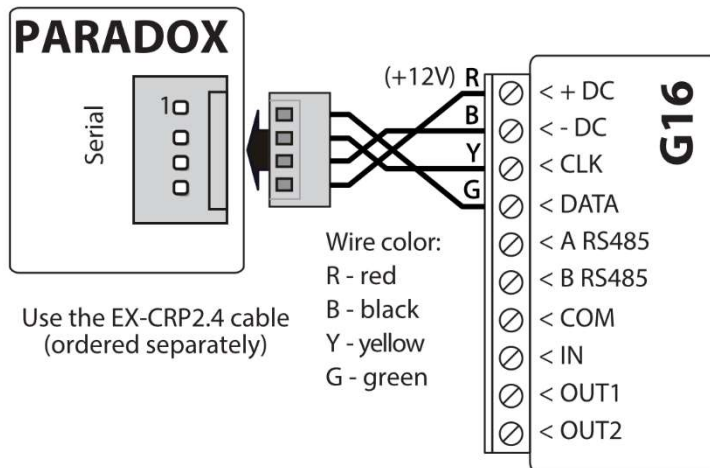 PARADOX
Serial
1
Use the EX-CRP2.4 cable
(ordered separately)
(+12V) R
B
Y
G
Wire color:
R - red
B - black
Y - yellow
G - green
< + DC
< - DC
< CLK
< DATA
< A RS485
< B RS485
< COM
< IN
< OUT1
< OUT2
G16